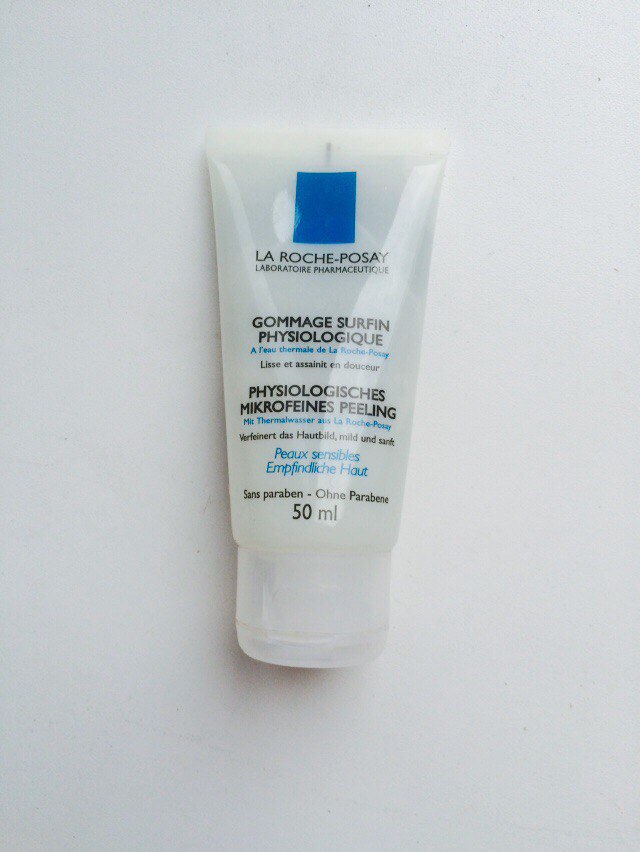 LA ROCHE-POSAY
LABORATOIRE PHARMACEUTIQUE
GOMMAGE SURFIN
PHYSIOLOGIQUE
A l'eau thermale de La Roche-Posay
Lisse et assainit en douceur
PHYSIOLOGISCHES
MIKROFEINES PEELING
Mit Thermalwasser aus La Roche-Posay
Verfeinert das Hautbild, mild und sanft
Peaux sensibles
Empfindliche Haut
Sans paraben - Ohne Parabene
50 ml